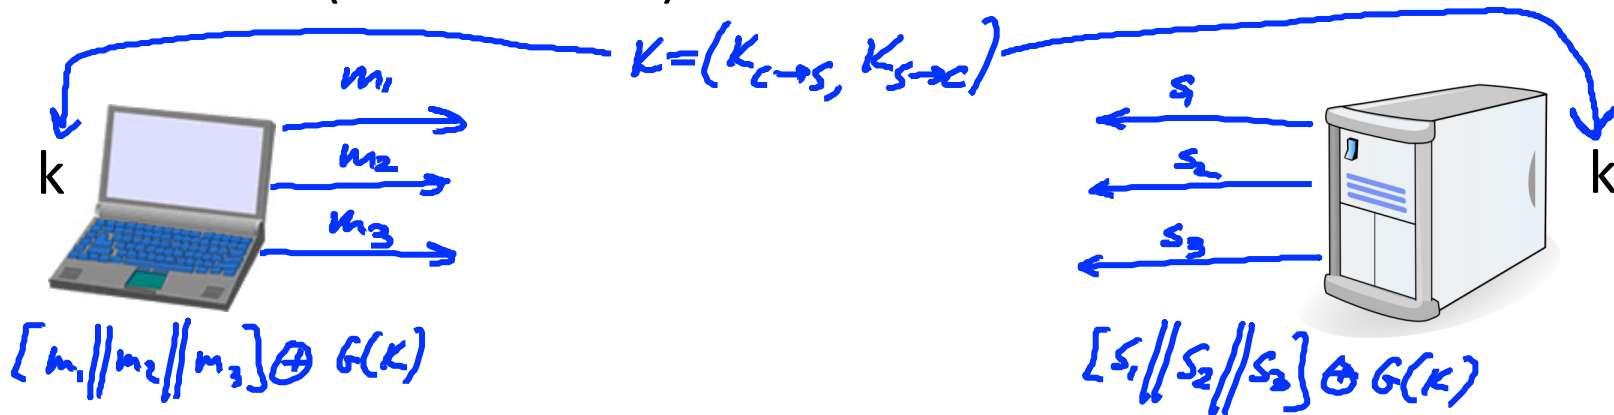 K=(K_{C→S}, K_{S→C})
m₁
S₁
m₂
S₂
k
k
m₃
S₃
[m₁||m₂||m₃] ⊕ G(K)
[S₁||S₂||S₃] ⊕ G(K)